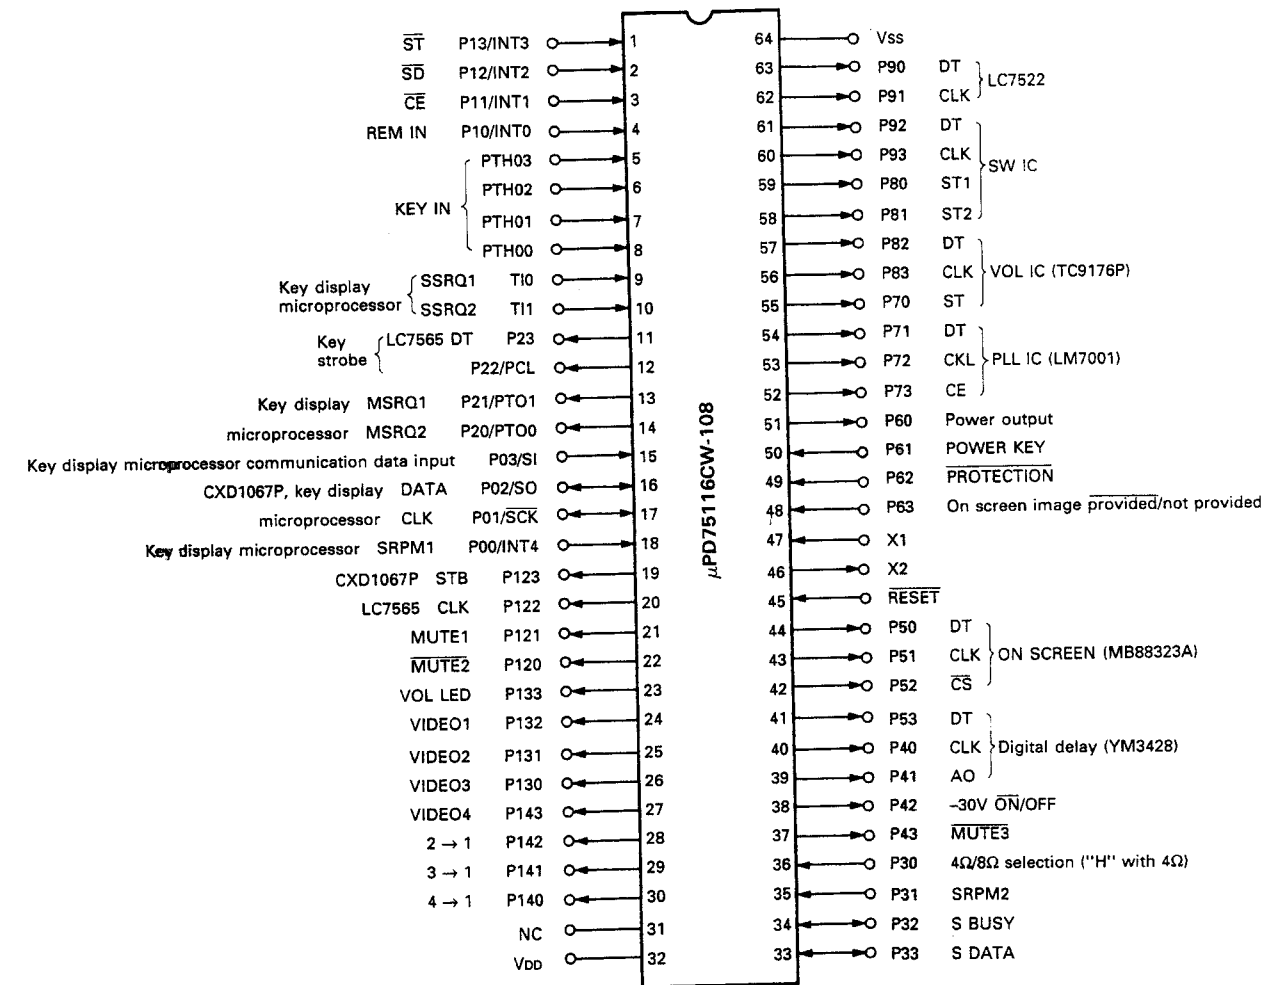 ST P13/INT3 1
SD P12/INT2 2
CE P11/INT1 3
REM IN P10/INT0 4
PTH03 5
PTH02 6
KEY IN
PTH01 7
PTH00 8
Key display microprocessor
SSRQ1 TI0 9
SSRQ2 TI1 10
Key strobe
LC7565 DT P23 11
P22/PCL 12
Key display MSRQ1 P21/PTO1 13
microprocessor MSRQ2 P20/PTO0 14
Key display microprocessor communication data input P03/SI 15
CXD1067P, key display DATA P02/SO 16
microprocessor CLK P01/SCK 17
Key display microprocessor SRPM1 P00/INT4 18
CXD1067P STB P123 19
LC7565 CLK P122 20
MUTE1 P121 21
MUTE2 P120 22
VOL LED P133 23
VIDEO1 P132 24
VIDEO2 P131 25
VIDEO3 P130 26
VIDEO4 P143 27
2 → 1 P142 28
3 → 1 P141 29
4 → 1 P140 30
NC 31
VDD 32
μPD75116CW-108
64 Vss
63 P90 DT
LC7522
62 P91 CLK
61 P92 DT
60 P93 CLK
SW IC
59 P80 ST1
58 P81 ST2
57 P82 DT
56 P83 CLK VOL IC (TC9176P)
55 P70 ST
54 P71 DT
53 P72 CKL PLL IC (LM7001)
52 P73 CE
51 P60 Power output
50 P61 POWER KEY
49 P62 PROTECTION
48 P63 On screen image provided/not provided
47 X1
46 X2
45 RESET
44 P50 DT
43 P51 CLK ON SCREEN (MB88323A)
42 P52 CS
41 P53 DT
40 P40 CLK Digital delay (YM3428)
39 P41 AO
38 P42 –30V ON/OFF
37 P43 MUTE3
36 P30 4Ω/8Ω selection ("H" with 4Ω)
35 P31 SRPM2
34 P32 S BUSY
33 P33 S DATA